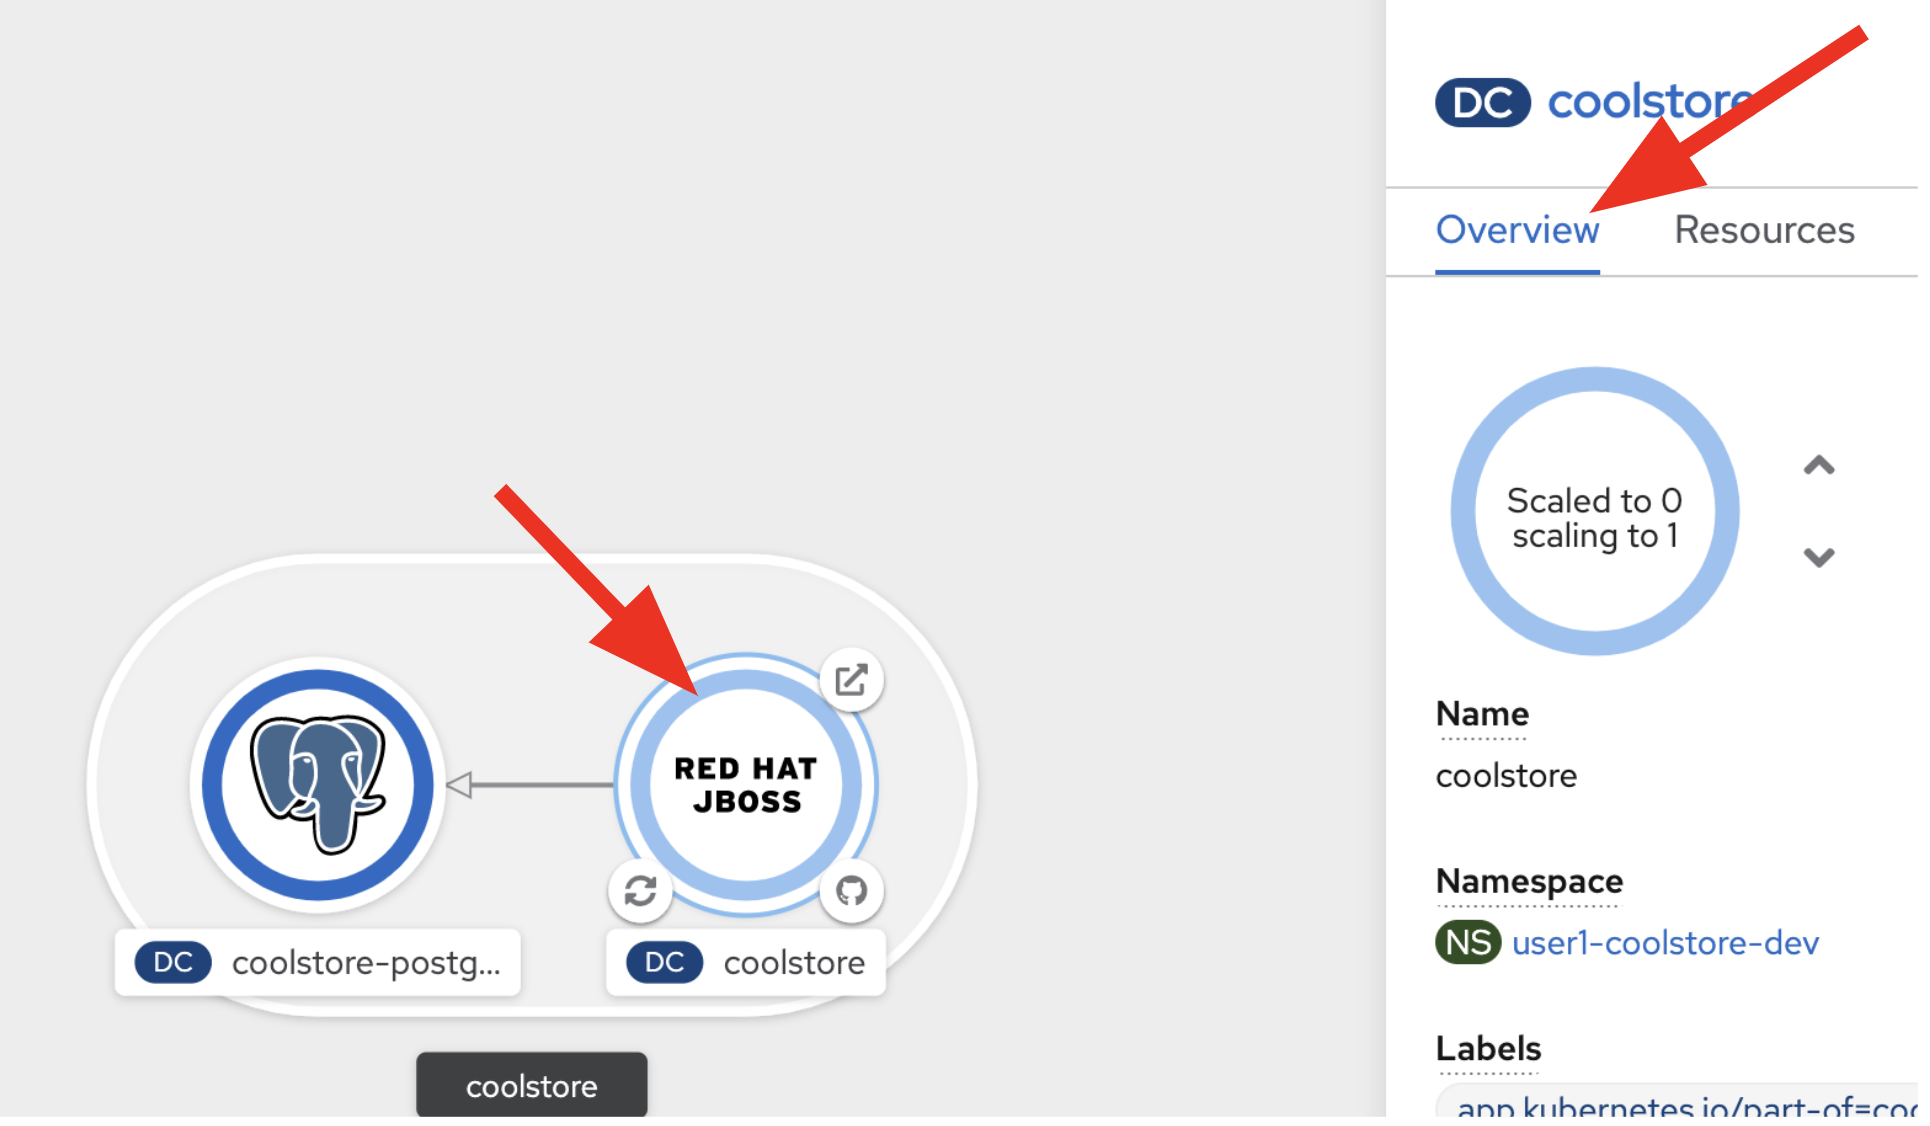 DC coolstore
Overview Resources
Scaled to 0
scaling to 1
Name
coolstore
Namespace
NS user1-coolstore-dev
Labels
app.kubernetes.io/part-of=coo
RED HAT
JBOSS
DC coolstore-postg...
DC coolstore
coolstore